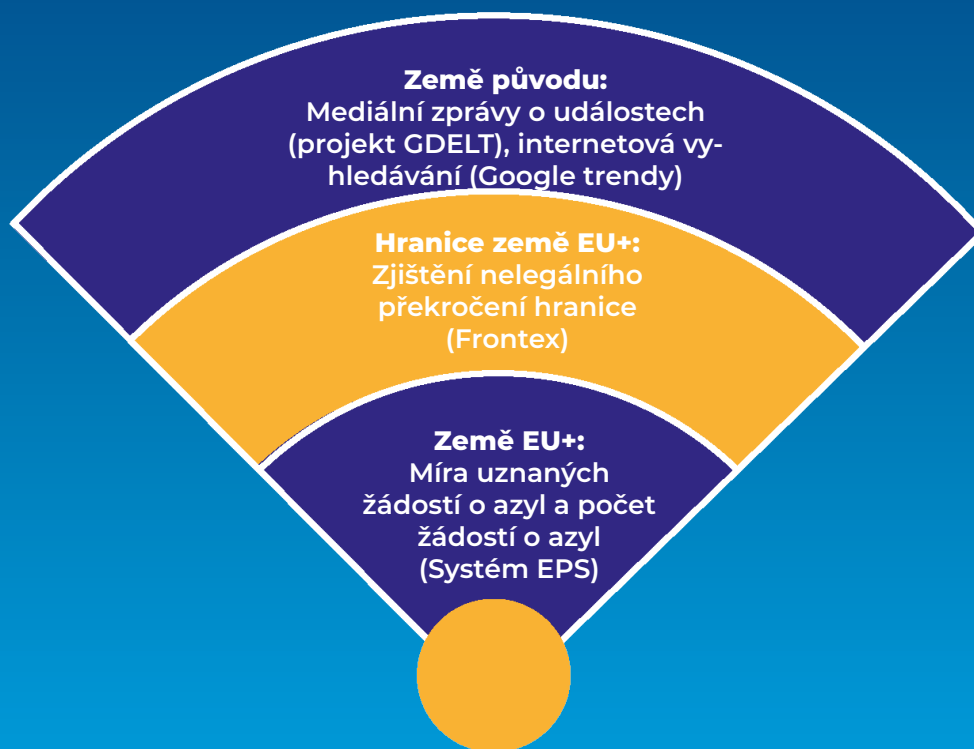 Země původu:
Mediální zprávy o událostech
(projekt GDELT), internetová vy-
hledávání (Google trendy)
Hranice země EU+:
Zjištění nelegálního
překročení hranice
(Frontex)
Země EU+:
Míra uznaných
žádostí o azyl a počet
žádostí o azyl
(Systém EPS)